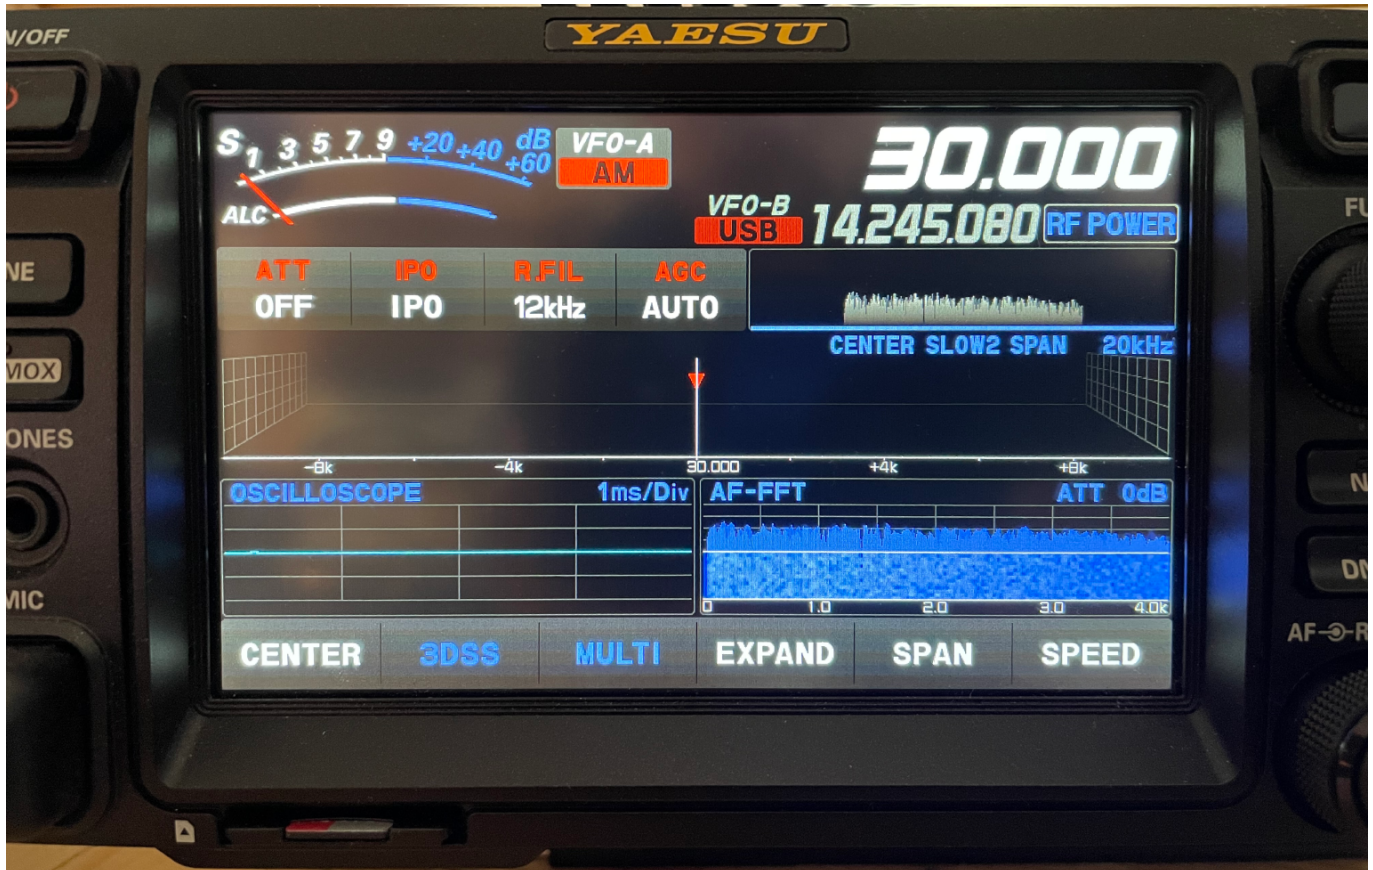 YAESU
N/OFF
S 1 3 5 7 9 +20 +40 +60 dB
VFO-A
AM
30.000
ALC
VFO-B
USB
14.245.080
RF POWER
FU
ATT IPO R.FIL AGC
OFF IPO 12kHz AUTO
NE
CENTER SLOW2 SPAN 20kHz
MOX
ONES
-8k -4k 30.000 +4k +8k
OSCILLOSCOPE 1ms/Div
AF-FFT ATT 0dB
N
DN
0 1.0 2.0 3.0 4.0k
MIC
AF R
CENTER 3DSS MULTI EXPAND SPAN SPEED